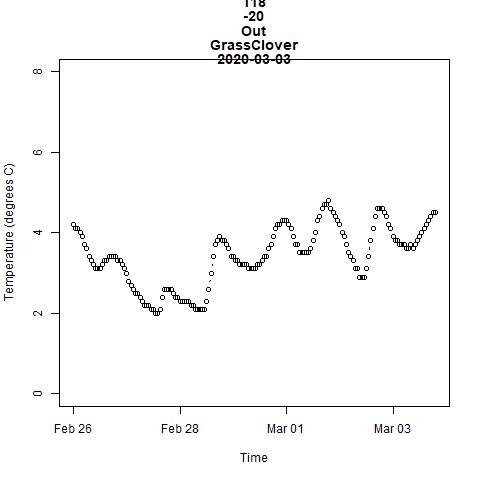 T18
-20
Out
GrassClover
2020-03-03
Temperature (degrees C)
8
6
4
2
0
Feb 26 Feb 28 Mar 01 Mar 03
Time